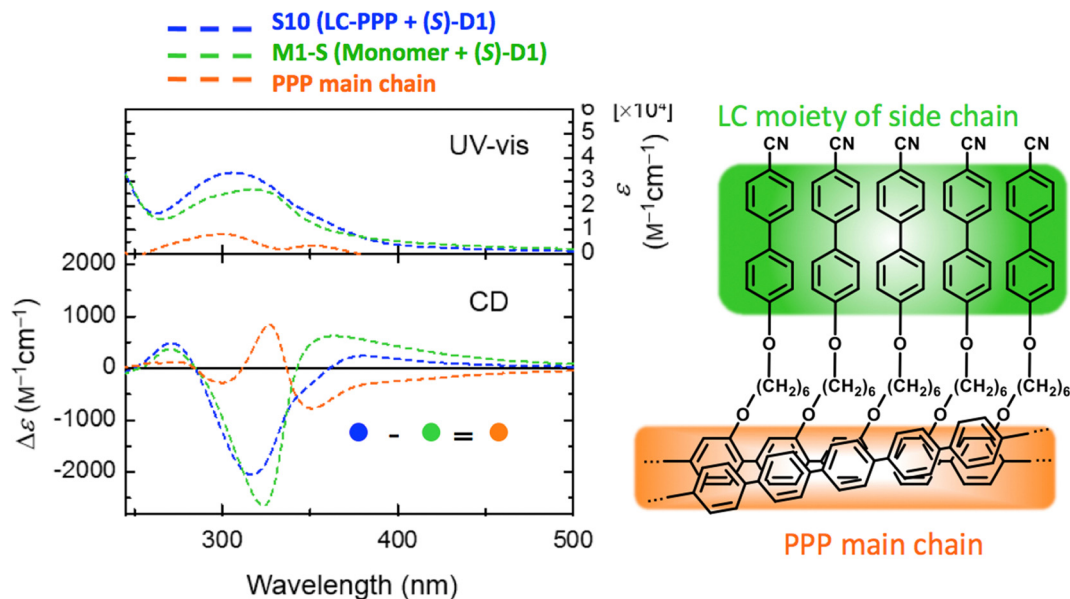 S10 (LC-PPP + (S)-D1)
M1-S (Monomer + (S)-D1)
PPP main chain
UV-vis
6
[×10⁴]
5
4
3
2
1
0
ε
(M⁻¹cm⁻¹)
2000
1000
0
-1000
-2000
Δε (M⁻¹cm⁻¹)
CD
- =
300
400
500
Wavelength (nm)
LC moiety of side chain
CN CN CN CN CN
O O O O O
(CH₂)₆ (CH₂)₆ (CH₂)₆ (CH₂)₆ (CH₂)₆
O O O O O
PPP main chain